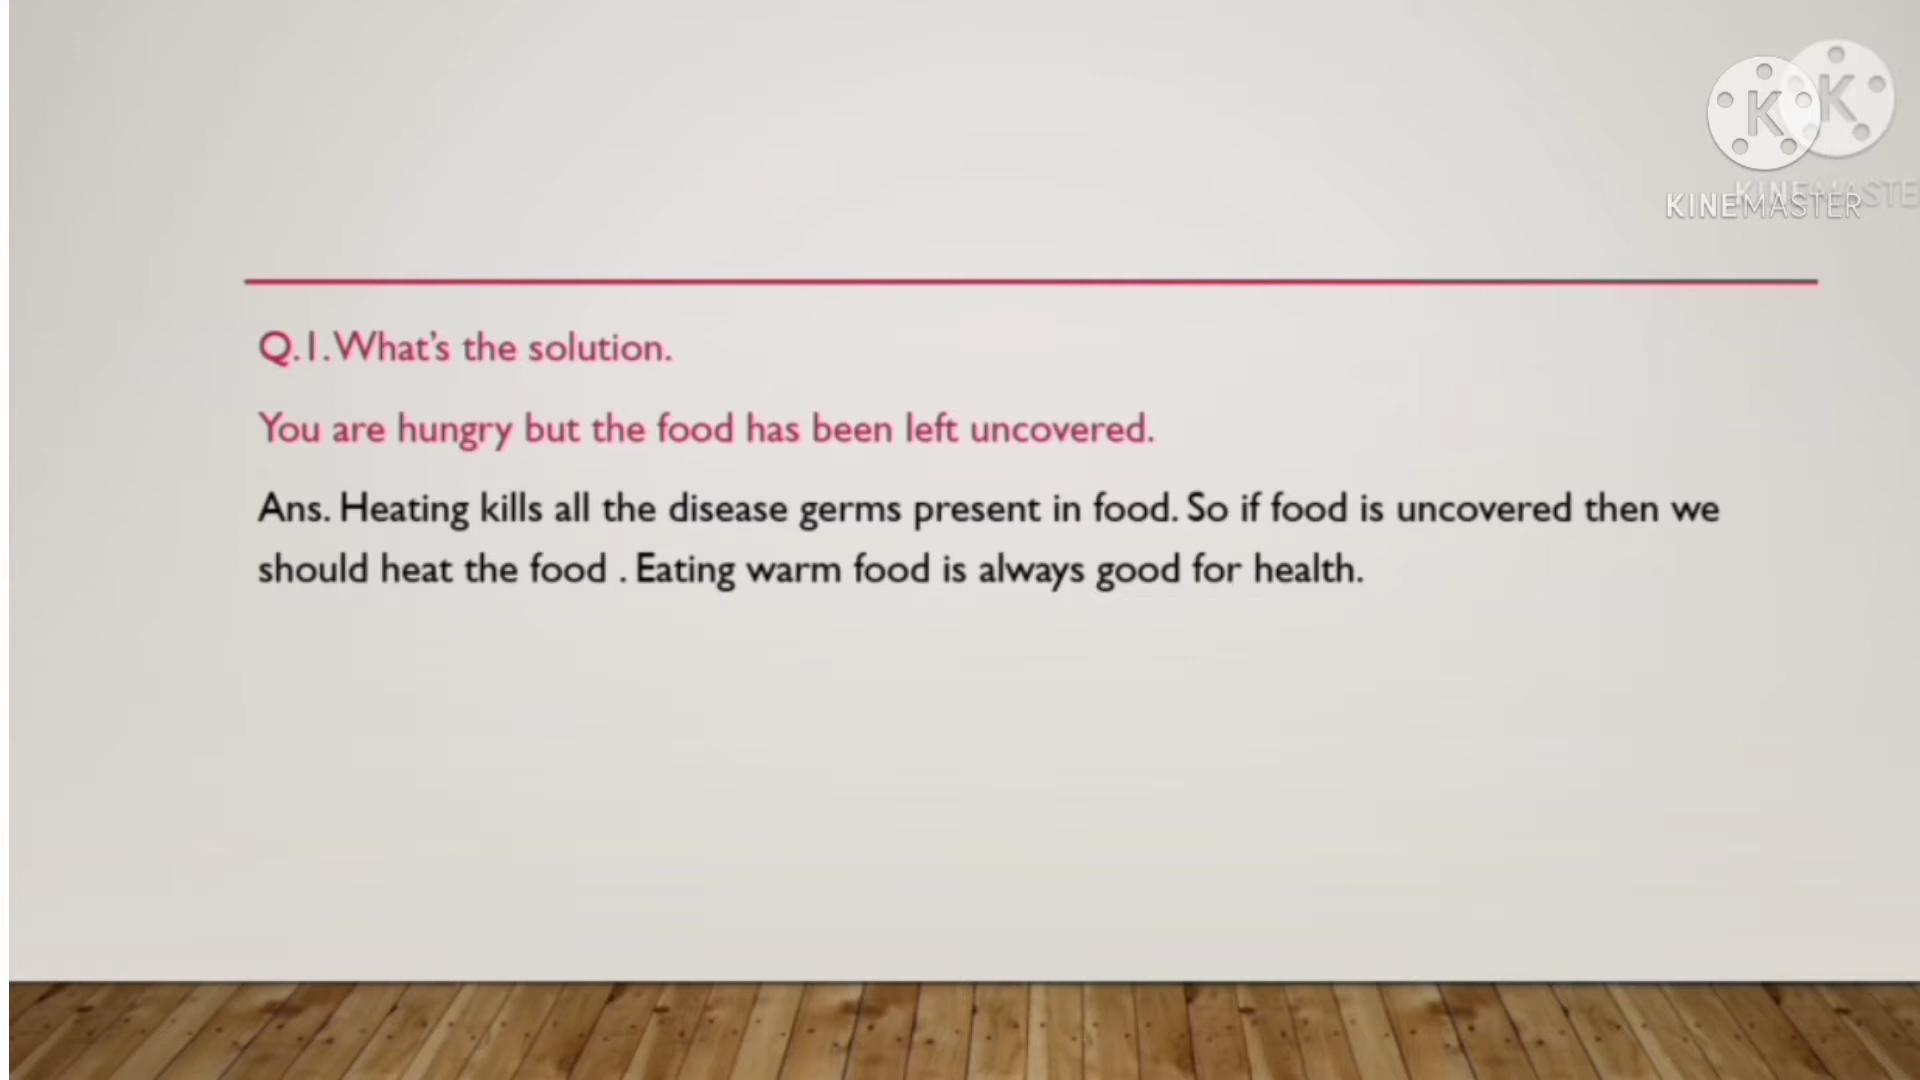 KINEMASTER
KINEMASTE
Q.1. What's the solution.
You are hungry but the food has been left uncovered.
Ans. Heating kills all the disease germs present in food. So if food is uncovered then we
should heat the food . Eating warm food is always good for health.